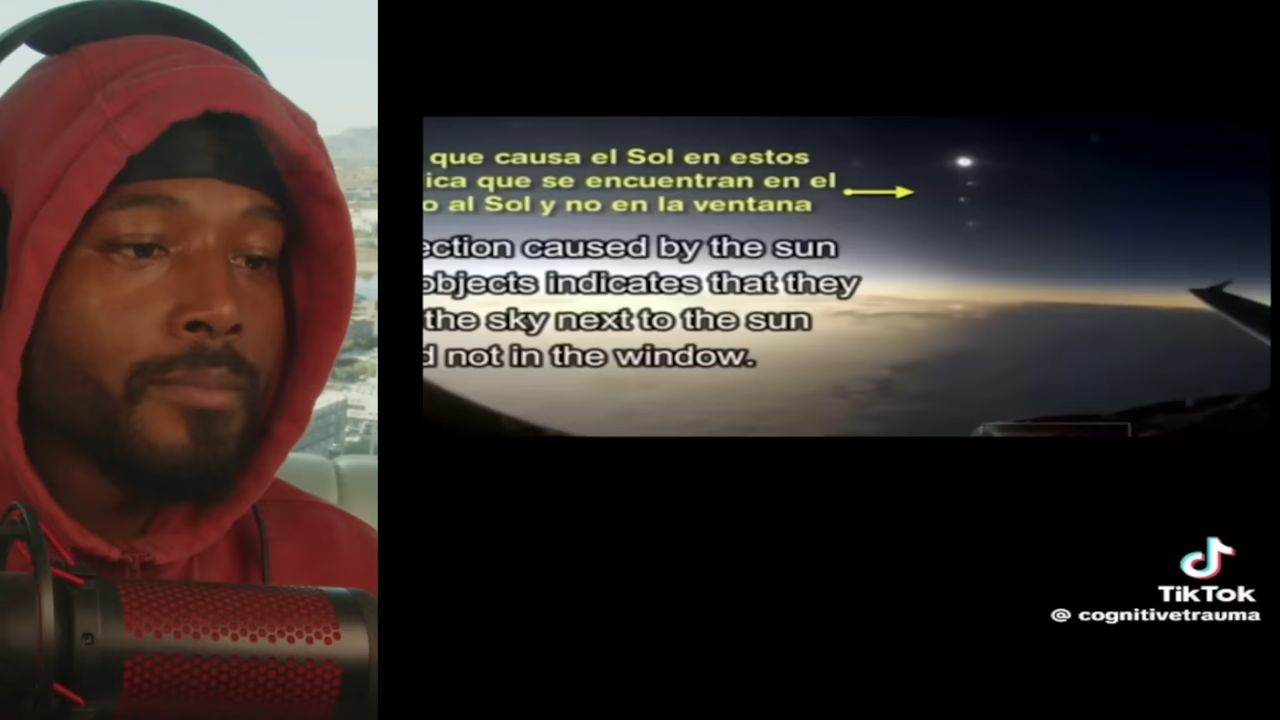 que causa el Sol en estos
ica que se encuentran en el
o al Sol y no en la ventana
ection caused by the sun
objects indicates that they
the sky next to the sun
d not in the window.
TikTok
@ cognitivetrauma